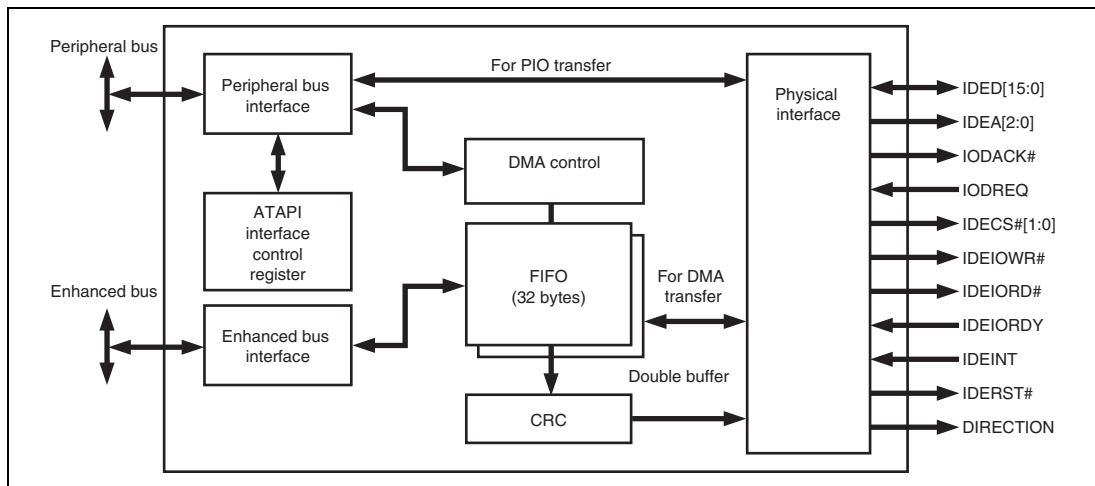 Peripheral bus
Peripheral bus
interface
For PIO transfer
Physical
interface
DMA control
ATAPI
interface
control
register
FIFO
(32 bytes)
For DMA
transfer
Enhanced bus
Enhanced bus
interface
Double buffer
CRC
IDED[15:0]
IDEA[2:0]
IODACK#
IODREQ
IDECS#[1:0]
IDEIOWR#
IDEIORD#
IDEIORDY
IDEINT
IDERST#
DIRECTION